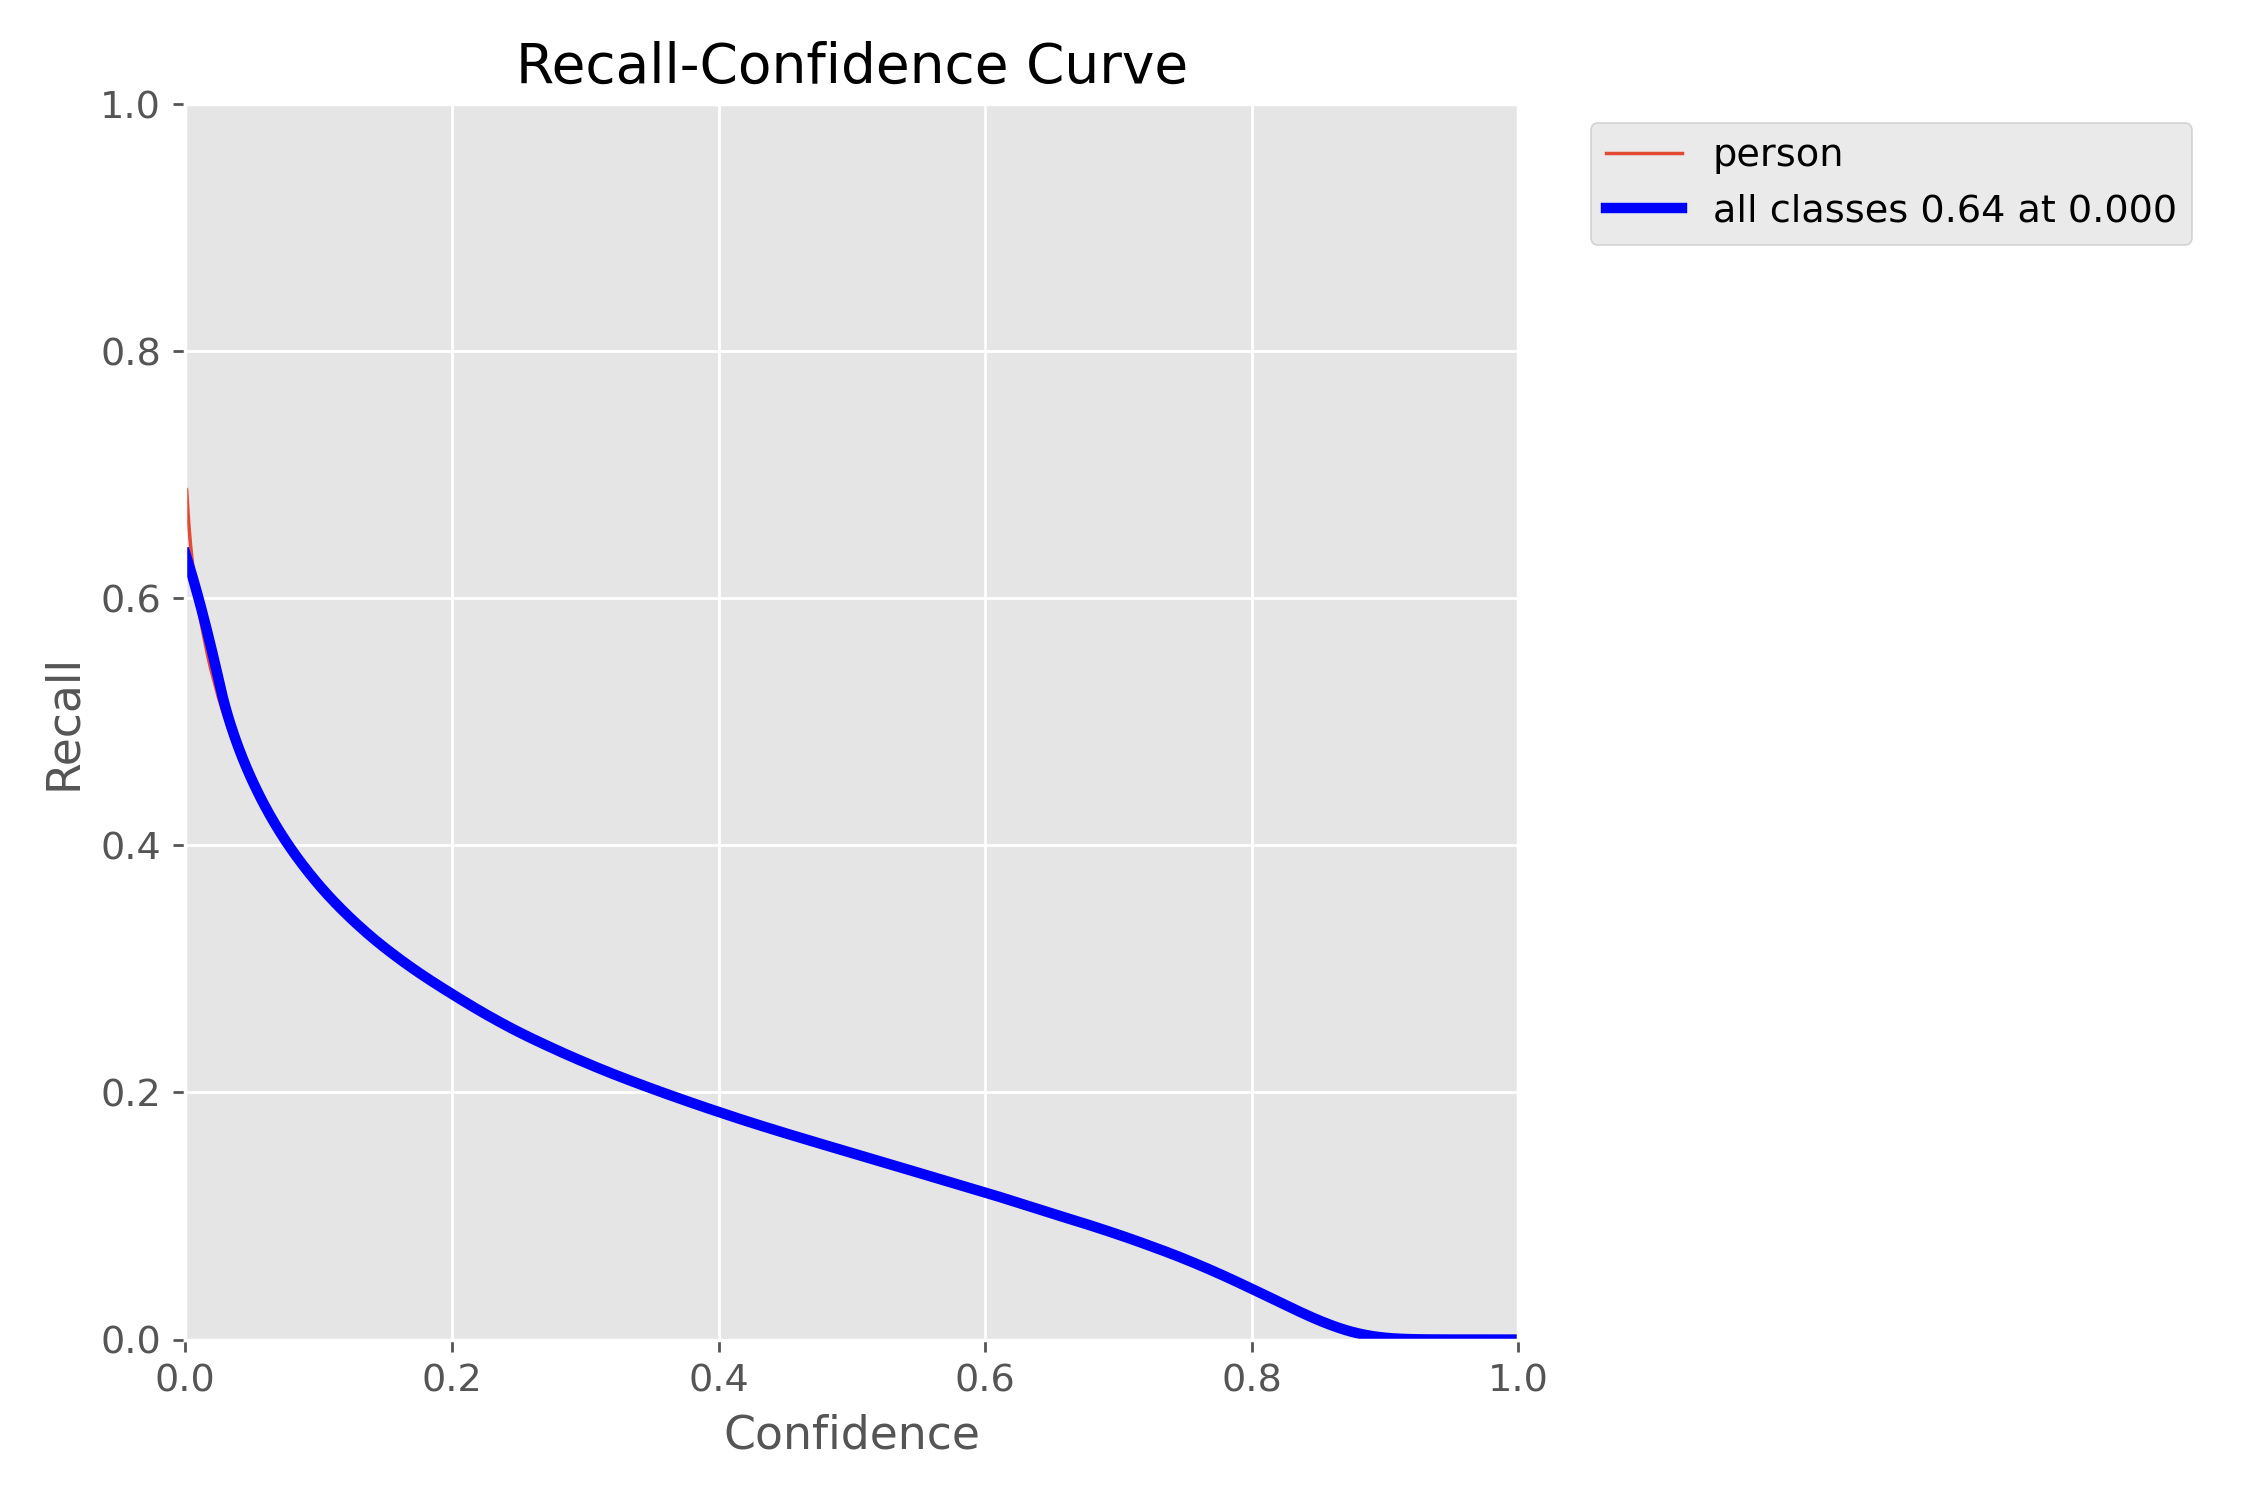 Recall-Confidence Curve
1.0
0.8
0.6
0.4
0.2
0.0
Recall
0.0 0.2 0.4 0.6 0.8 1.0
Confidence
person
all classes 0.64 at 0.000